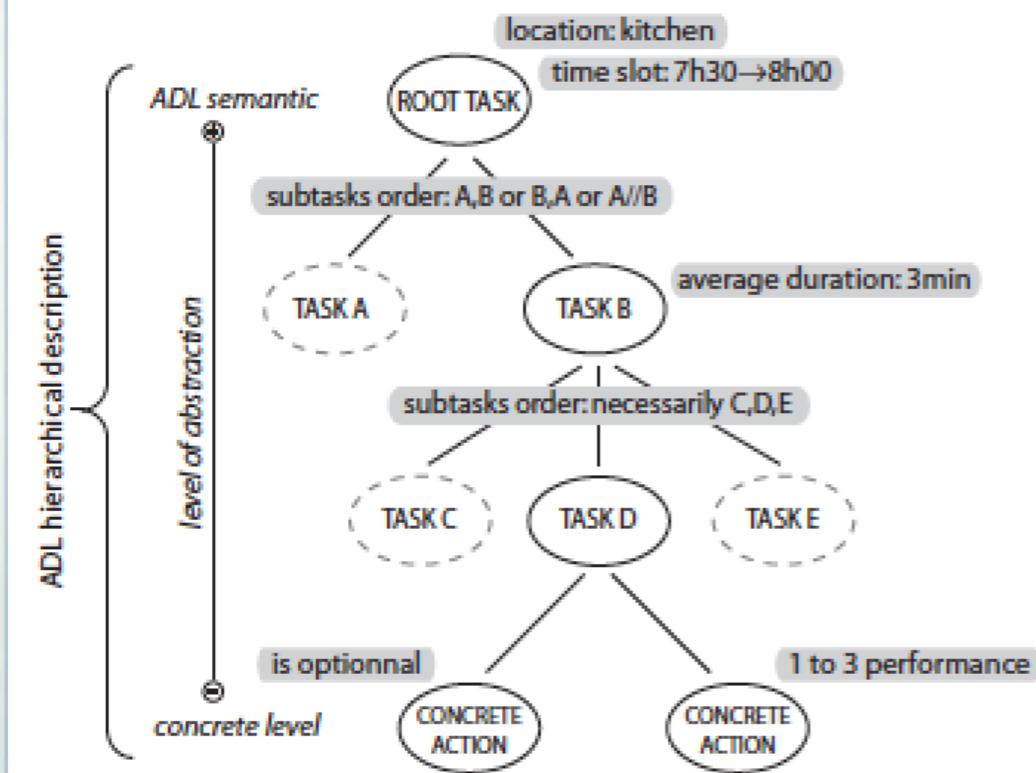 location: kitchen
time slot: 7h30→8h00
ADL semantic
ROOT TASK
subtasks order: A,B or B,A or A//B
TASK A
TASK B
average duration: 3min
ADL hierarchical description
level of abstraction
subtasks order: necessarily C,D,E
TASK C
TASK D
TASK E
is optionnal
1 to 3 performance
concrete level
CONCRETE
ACTION
CONCRETE
ACTION